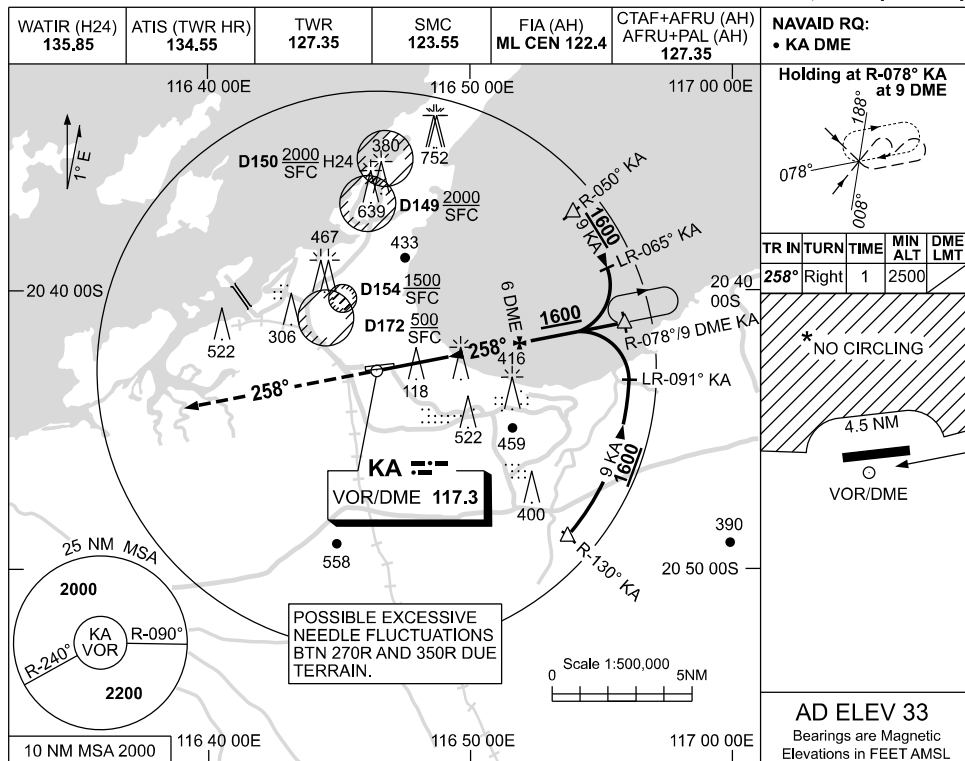 WATIR (H24)
135.85
ATIS (TWR HR)
134.55
TWR
127.35
SMC
123.55
FIA (AH)
ML CEN 122.4
CTAF+AFRU (AH)
AFRU+PAL (AH)
127.35
NAVAID RQ:
• KA DME
116 40 00E
116 50 00E
117 00 00E
Holding at R-078° KA
at 9 DME
188°
078°
008°
TR IN
TURN
TIME
MIN
ALT
DME
LMT
258°
Right
1
2500
1° E
380
752
D150 2000
SFC
H24
639
D149 2000
SFC
R-050° KA
1600
9 KA
LR-065° KA
467
433
20 40 00S
20 40
00S
D154 1500
SFC
306
522
D172 500
SFC
6 DME
1600
R-078°/9 DME KA
258°
416
258°
118
LR-091° KA
522
459
9 KA
1600
KA
VOR/DME 117.3
400
390
558
R-130° KA
20 50 00S
* NO CIRCLING
4.5 NM
VOR/DME
25 NM MSA
2000
KA
VOR
R-090°
R-240°
2200
POSSIBLE EXCESSIVE
NEEDLE FLUCTUATIONS
BTN 270R AND 350R DUE
TERRAIN.
Scale 1:500,000
0
5NM
10 NM MSA 2000
116 40 00E
116 50 00E
117 00 00E
AD ELEV 33
Bearings are Magnetic
Elevations in FEET AMSL